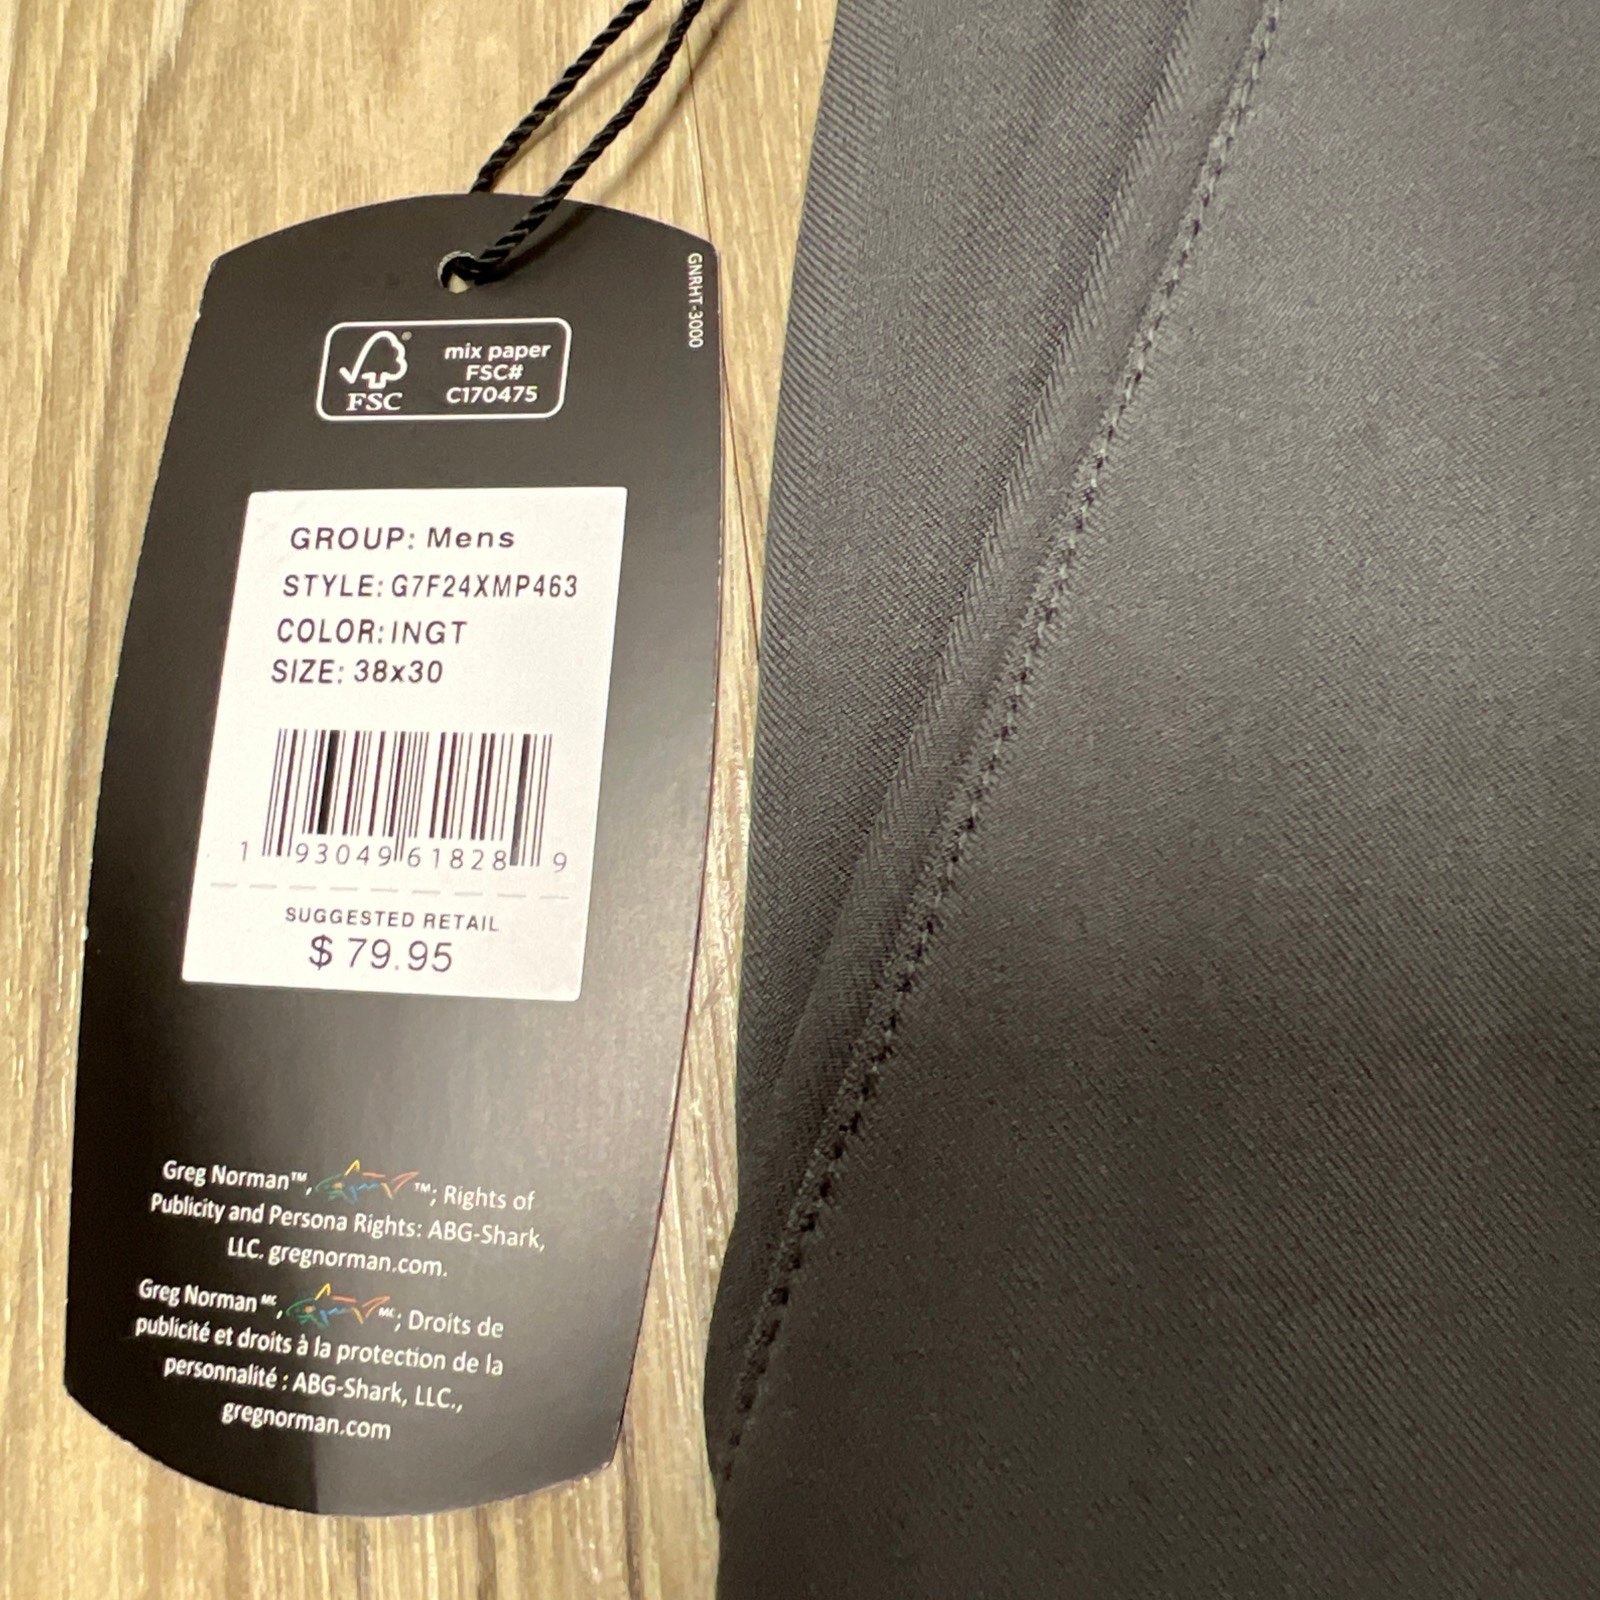 GNRHT-3000
FSC®
mix paper
FSC#
C170475
GROUP: Mens
STYLE: G7F24XMP463
COLOR: INGT
SIZE: 38x30
1 93049 61828 9
SUGGESTED RETAIL
$ 79.95
Greg Norman™, ™; Rights of
Publicity and Persona Rights: ABG-Shark,
LLC. gregnorman.com.
Greg Norman MC, MC; Droits de
publicité et droits à la protection de la
personnalité : ABG-Shark, LLC.,
gregnorman.com